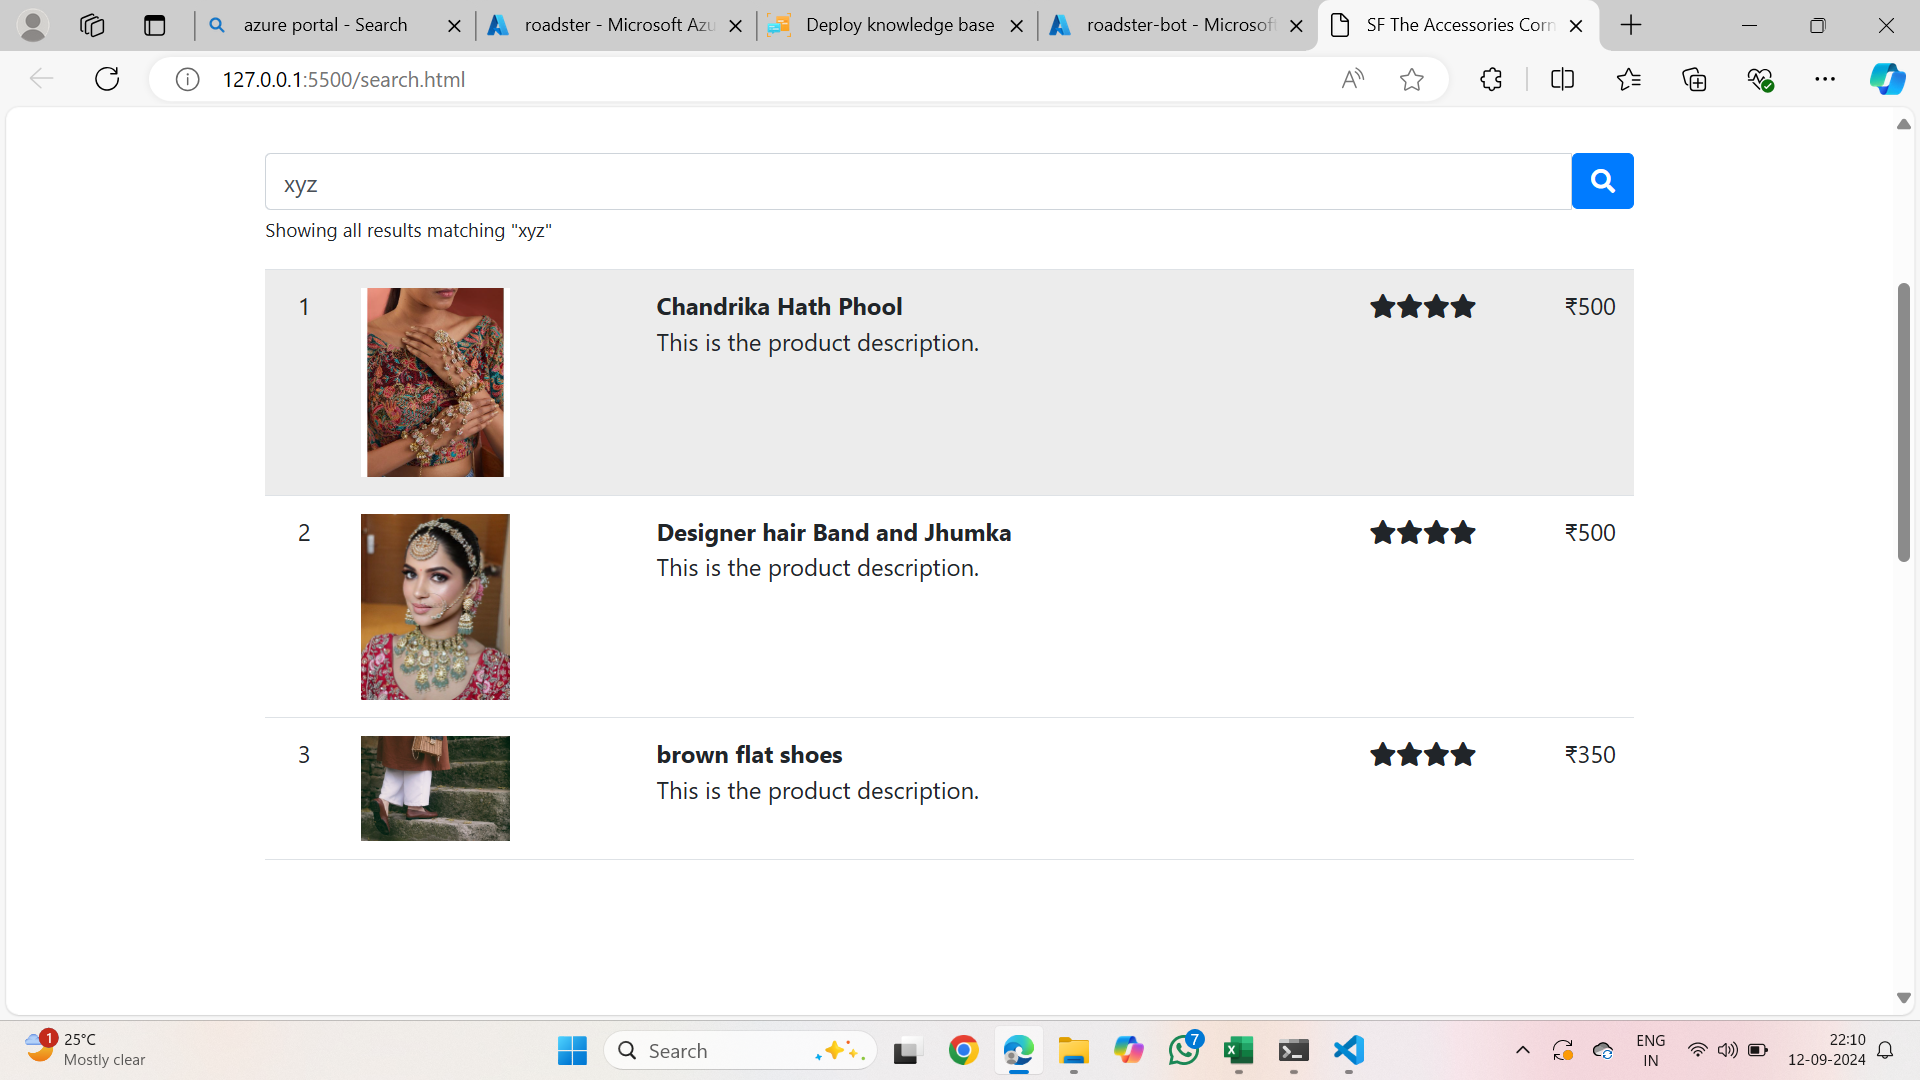 azure portal - Search
roadster - Microsoft Azu
Deploy knowledge base
roadster-bot - Microsoft
SF The Accessories Corn
127.0.0.1:5500/search.html
xyz
Showing all results matching "xyz"
1
Chandrika Hath Phool
★★★★
₹500
This is the product description.
2
Designer hair Band and Jhumka
★★★★
₹500
This is the product description.
3
brown flat shoes
★★★★
₹350
This is the product description.
1
25°C
Mostly clear
Search
7
ENG
IN
22:10
12-09-2024